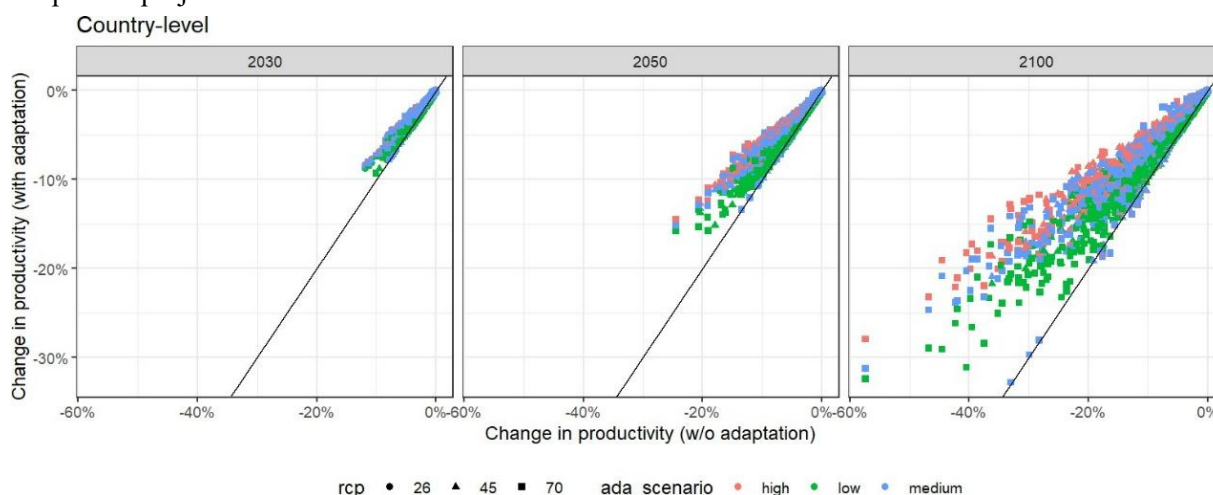 Country-level
2030 2050 2100
Change in productivity (with adaptation)
0%
-10%
-20%
-30%
-60% -40% -20% 0% -60% -40% -20% 0% -60% -40% -20% 0%
Change in productivity (w/o adaptation)
rcp 26 45 70 ada_scenario high low medium